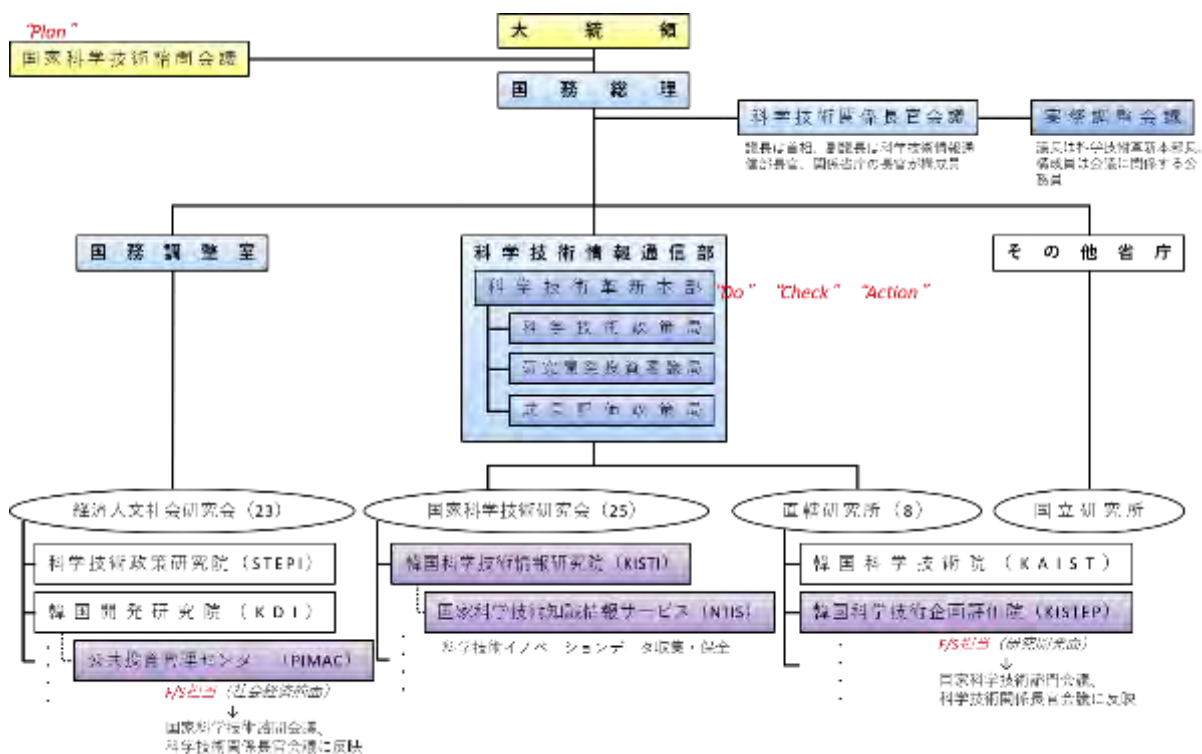 "Plan"
大統領
国家科学技術諮問会議
国務総理
科学技術関係長官会議
実務調整会議
議長は首相、副議長は科学技術情報通
信部長官、関係省庁の長官が構成員
議長は科学技術革新本部長、
構成員は会議に関係する公
務員
国務調整室
科学技術情報通信部
その他省庁
科学技術革新本部
"Do" "Check" "Action"
科学技術政策局
研究開発投資審議局
成果評価政策局
経済人文社会研究会（23）
国家科学技術研究会（25）
直轄研究所（8）
国立研究所
科学技術政策研究院（STEPI）
韓国科学技術情報研究院（KISTI）
韓国科学技術院（KAIST）
韓国開発研究院（KDI）
国家科学技術知識情報サービス（NTIS）
韓国科学技術企画評価院（KISTEP）
科学技術イノベーションデータ収集・保全
公共投資管理センター（PIMAC）
F/S担当（研究開発面）
↓
国家科学技術諮問会議、
科学技術関係長官会議に反映
F/S担当（社会経済的面）
↓
国家科学技術諮問会議、
科学技術関係長官会議に反映